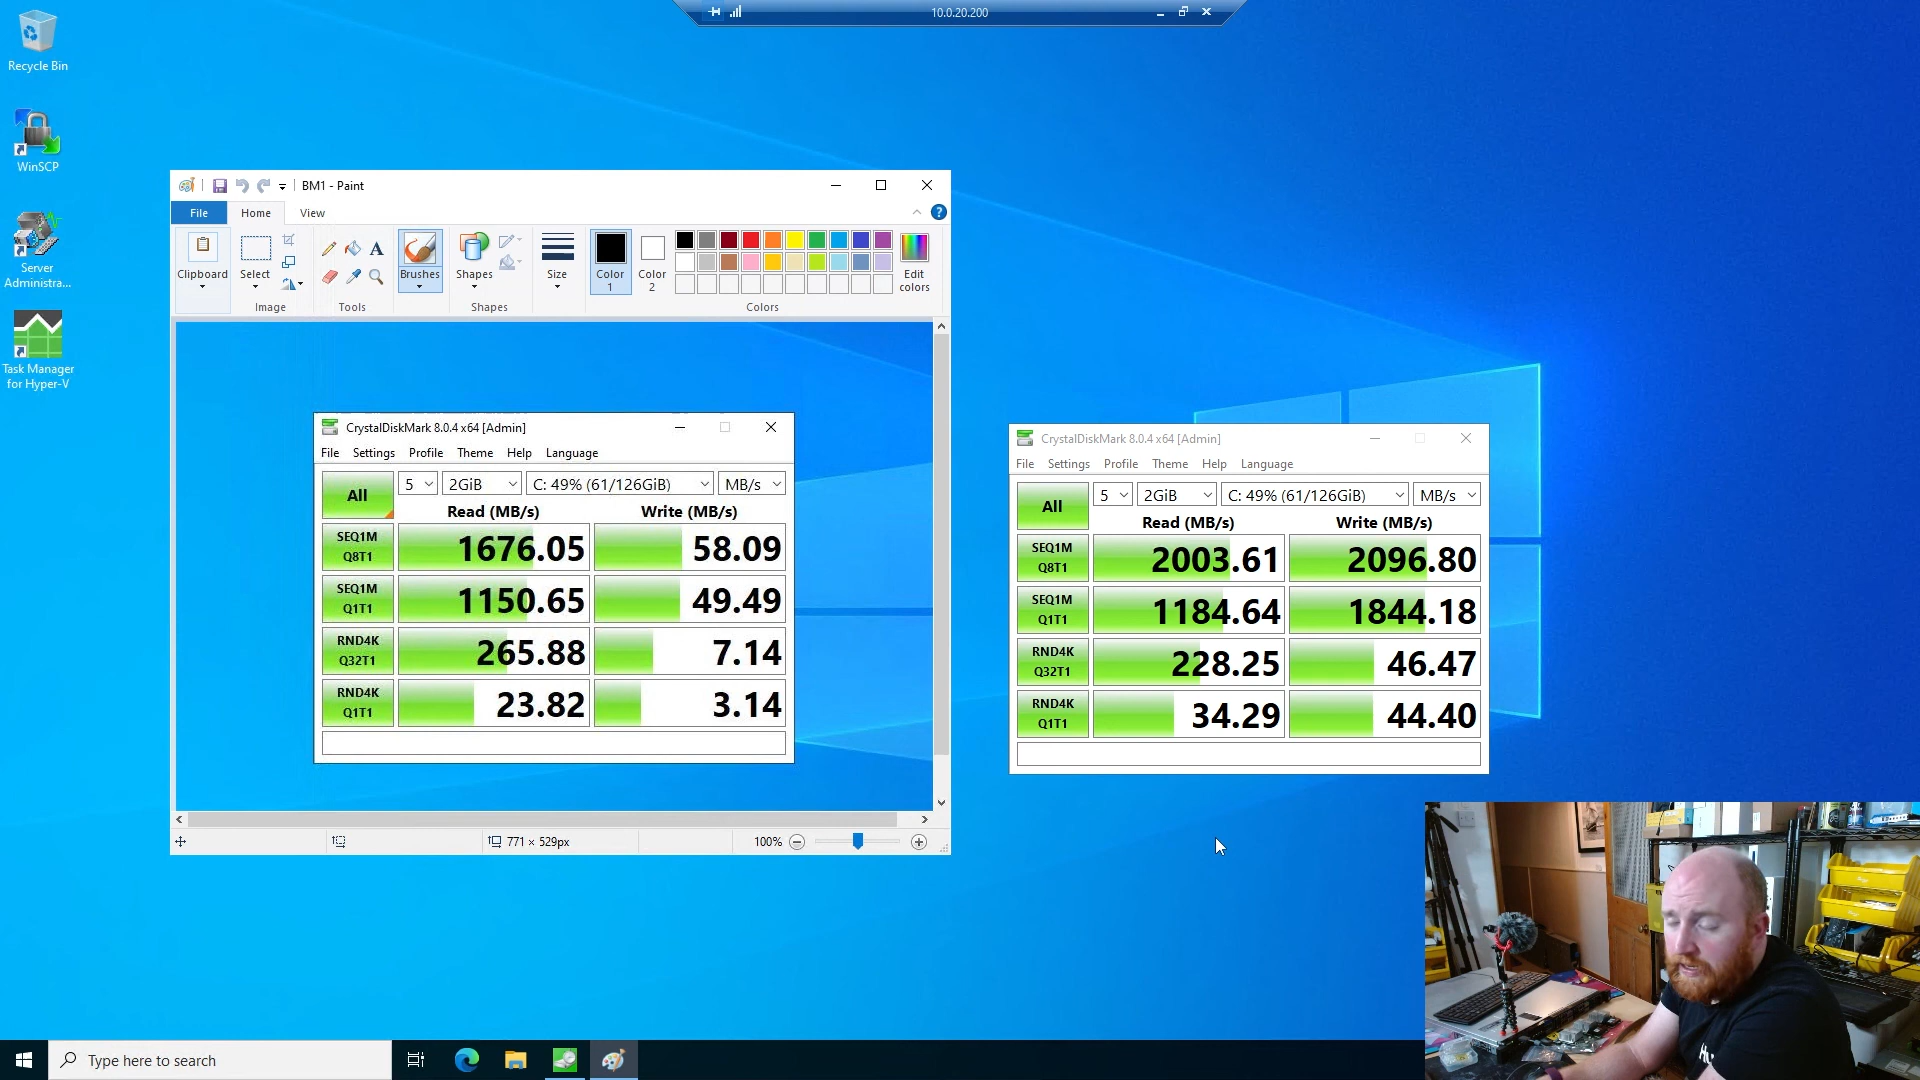 10.0.20.200
Recycle Bin
WinSCP
Server
Administra...
Task Manager
for Hyper-V
BM1 - Paint
File
Home
View
Clipboard
Select
Image
Tools
Brushes
Shapes
Shapes
Size
Color
1
Color
2
Edit
colors
Colors
CrystalDiskMark 8.0.4 x64 [Admin]
File Settings Profile Theme Help Language
All
5
2GiB
C: 49% (61/126GiB)
MB/s
Read (MB/s)
Write (MB/s)
SEQ1M
Q8T1
1676.05
58.09
SEQ1M
Q1T1
1150.65
49.49
RND4K
Q32T1
265.88
7.14
RND4K
Q1T1
23.82
3.14
771 × 529px
100%
CrystalDiskMark 8.0.4 x64 [Admin]
File Settings Profile Theme Help Language
All
5
2GiB
C: 49% (61/126GiB)
MB/s
Read (MB/s)
Write (MB/s)
SEQ1M
Q8T1
2003.61
2096.80
SEQ1M
Q1T1
1184.64
1844.18
RND4K
Q32T1
228.25
46.47
RND4K
Q1T1
34.29
44.40
Type here to search